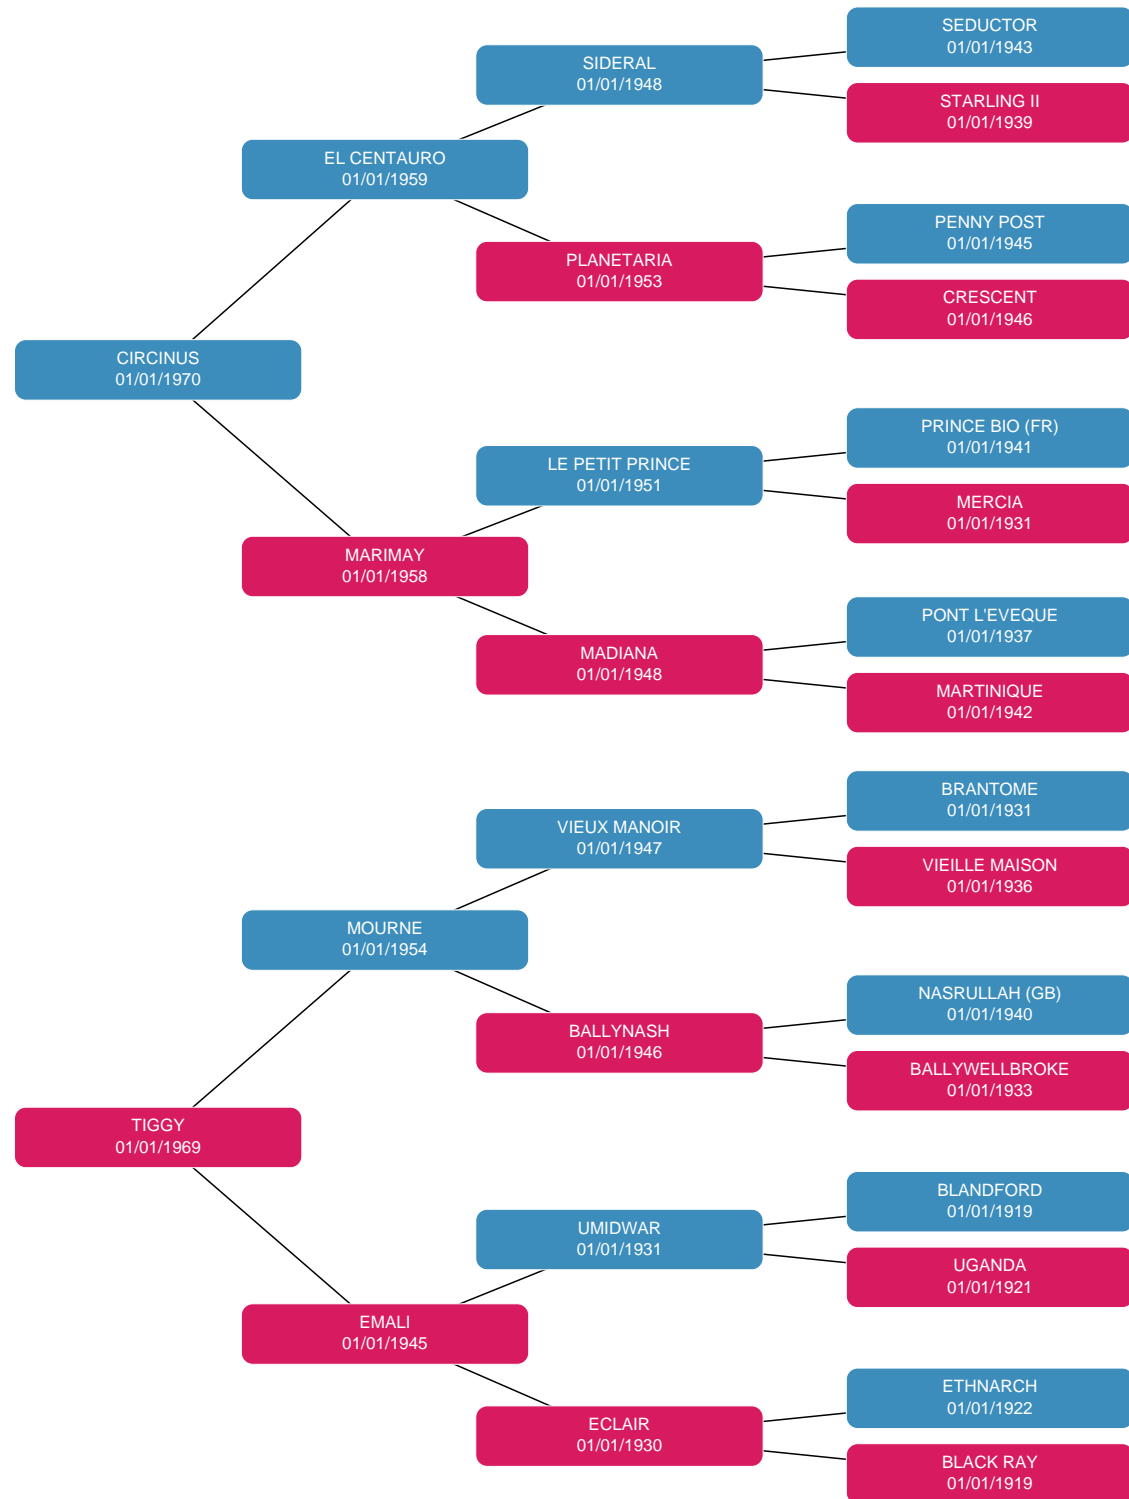 SEDUCTOR
01/01/1943
SIDERAL
01/01/1948
STARLING II
01/01/1939
EL CENTAURO
01/01/1959
PENNY POST
01/01/1945
PLANETARIA
01/01/1953
CRESCENT
01/01/1946
CIRCINUS
01/01/1970
PRINCE BIO (FR)
01/01/1941
LE PETIT PRINCE
01/01/1951
MERCIA
01/01/1931
MARIMAY
01/01/1958
PONT L'EVEQUE
01/01/1937
MADIANA
01/01/1948
MARTINIQUE
01/01/1942
BRANTOME
01/01/1931
VIEUX MANOIR
01/01/1947
VIEILLE MAISON
01/01/1936
MOURNE
01/01/1954
NASRULLAH (GB)
01/01/1940
BALLYNASH
01/01/1946
BALLYWELLBROKE
01/01/1933
TIGGY
01/01/1969
BLANDFORD
01/01/1919
UMIDWAR
01/01/1931
UGANDA
01/01/1921
EMALI
01/01/1945
ETHNARCH
01/01/1922
ECLAIR
01/01/1930
BLACK RAY
01/01/1919